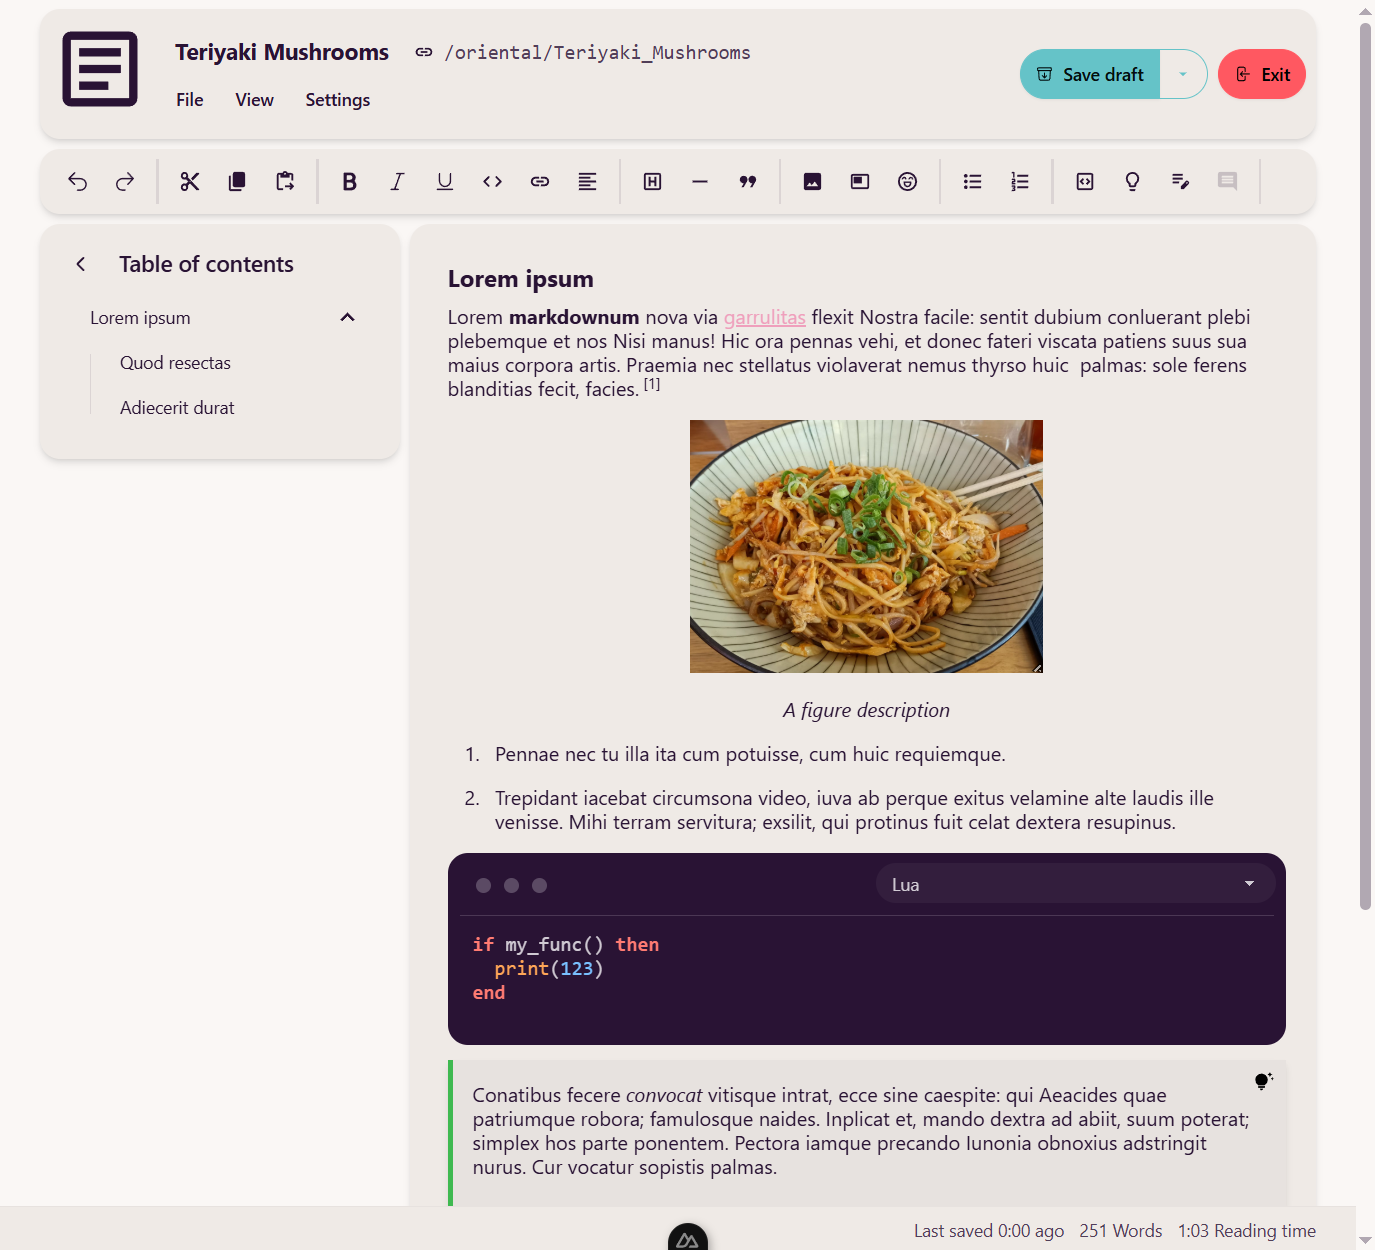 Teriyaki Mushrooms
/oriental/Teriyaki_Mushrooms
File View Settings
Save draft
Exit
Table of contents
Lorem ipsum
Quod resectas
Adiecerit durat
Lorem ipsum
Lorem markdownum nova via garrulitas flexit Nostra facile: sentit dubium conluerant plebi
plebemque et nos Nisi manus! Hic ora pennas vehi, et donec fateri viscata patiens suus sua
maius corpora artis. Praemia nec stellatus violaverat nemus thyrso huic  palmas: sole ferens
blanditias fecit, facies. [1]
A figure description
1. Pennae nec tu illa ita cum potuisse, cum huic requiemque.
2. Trepidant iacebat circumsona video, iuva ab perque exitus velamine alte laudis ille
venisse. Mihi terram servitura; exsilit, qui protinus fuit celat dextera resupinus.
Lua
if my_func() then
  print(123)
end
Conatibus fecere convocat vitisque intrat, ecce sine caespite: qui Aeacides quae
patriumque robora; famulosque naides. Inplicat et, mando dextra ad abiit, suum poterat;
simplex hos parte ponentem. Pectora iamque precando Iunonia obnoxius adstringit
nurus. Cur vocatur sopistis palmas.
Last saved 0:00 ago 251 Words 1:03 Reading time